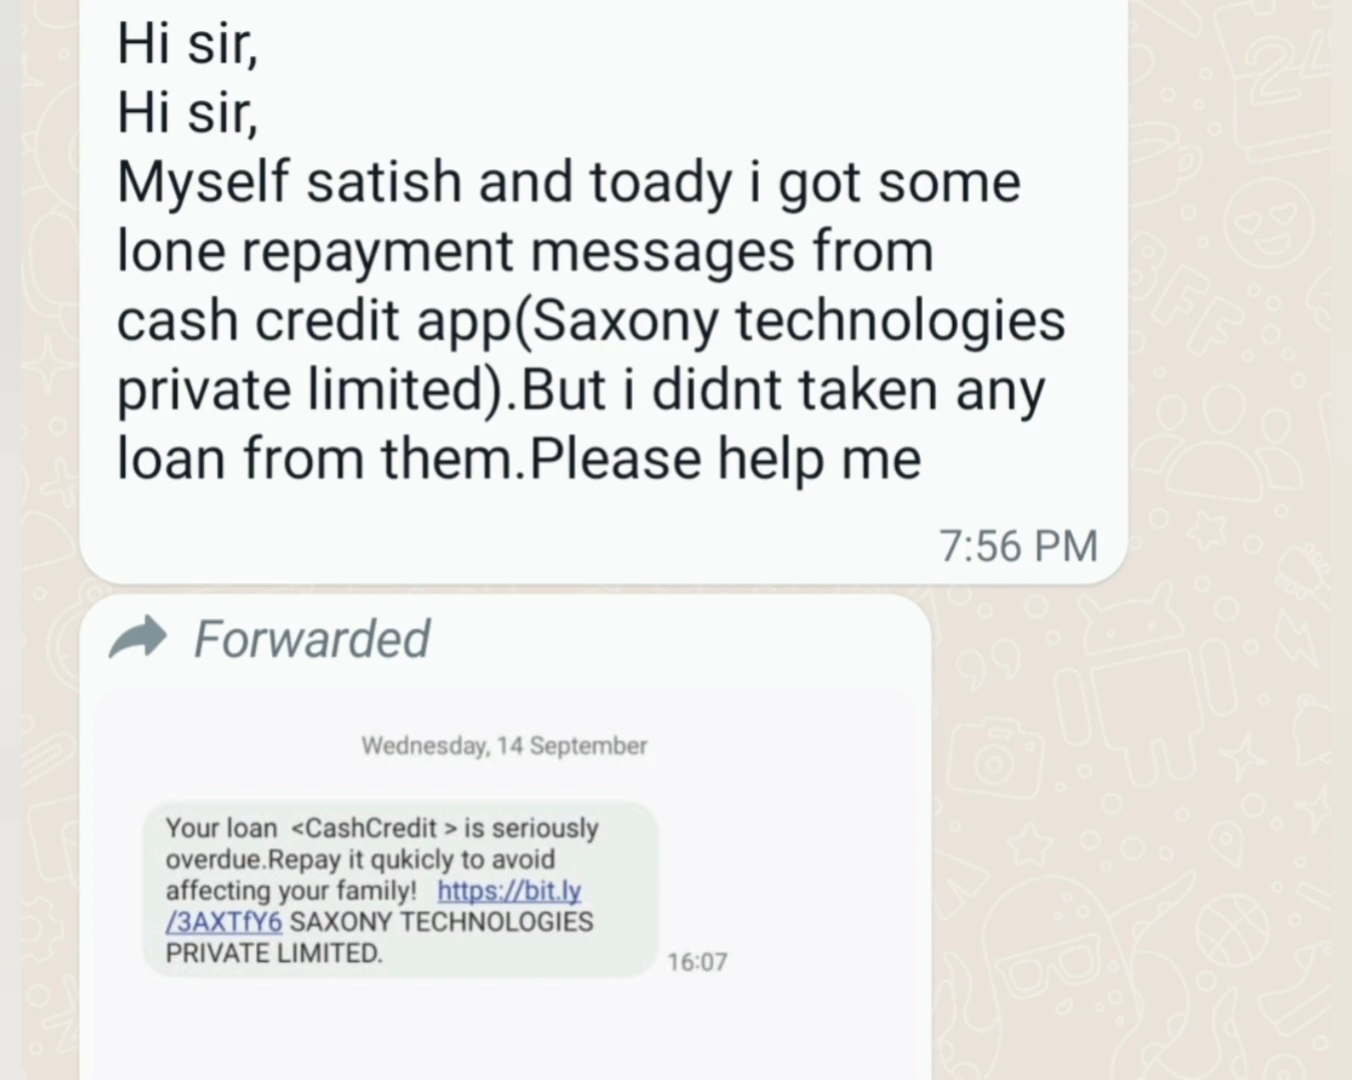 Hi sir,
Hi sir,
Myself satish and toady i got some
lone repayment messages from
cash credit app(Saxony technologies
private limited).But i didnt taken any
loan from them.Please help me
7:56 PM
Forwarded
Wednesday, 14 September
Your loan  <CashCredit > is seriously
overdue.Repay it qukicly to avoid
affecting your family!   https://bit.ly
/3AXTfY6 SAXONY TECHNOLOGIES
PRIVATE LIMITED.
16:07